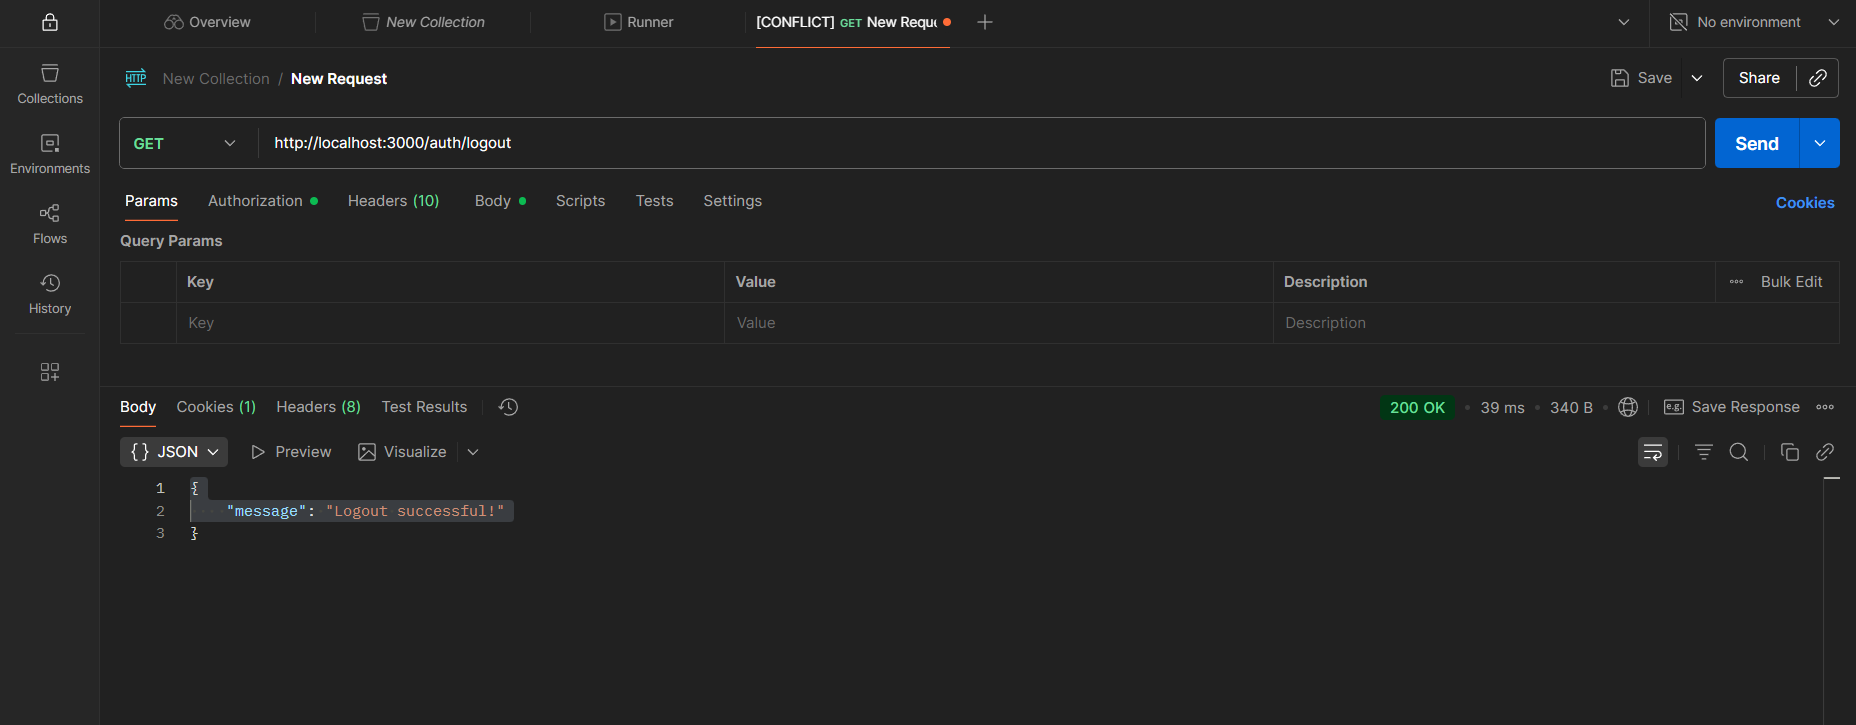 Overview
New Collection
Runner
[CONFLICT] GET New Requ
No environment
Collections
Environments
Flows
History
HTTP
New Collection / New Request
Save
Share
GET
http://localhost:3000/auth/logout
Send
Params
Authorization
Headers (10)
Body
Scripts
Tests
Settings
Cookies
Query Params
Key
Value
Description
Bulk Edit
Key
Value
Description
Body
Cookies (1)
Headers (8)
Test Results
200 OK
39 ms
340 B
e.g.
Save Response
{} JSON
Preview
Visualize
1 {
2 "message": "Logout successful!"
3 }